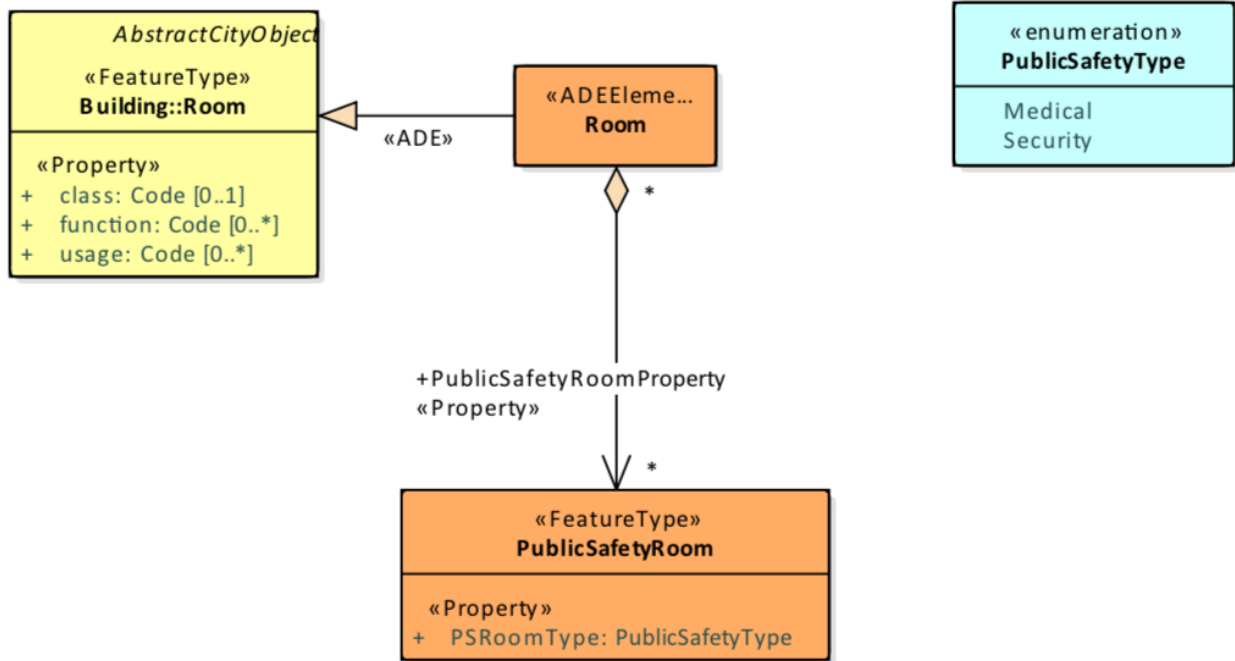 AbstractCityObject
«FeatureType»
Building::Room
«Property»
+ class: Code [0..1]
+ function: Code [0..*]
+ usage: Code [0..*]
«ADE»
«ADEEleme...
Room
*
+PublicSafetyRoomProperty
«Property»
*
«FeatureType»
PublicSafetyRoom
«Property»
+ PSRoomType: PublicSafetyType
«enumeration»
PublicSafetyType
Medical
Security